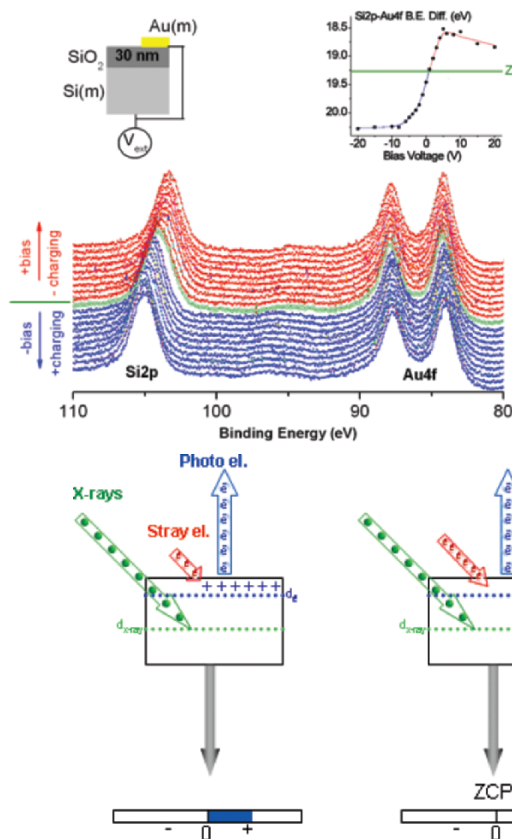 Au(m)
SiO2
30 nm
Si(m)
Vext
Si2p-Au4f B.E. Diff. (eV)
18.5
19.0
19.5
20.0
Z
-20
-10
0
10
20
Bias Voltage (V)
+bias
- charging
-bias
+charging
Si2p
Au4f
110
100
90
80
Binding Energy (eV)
Photo el.
X-rays
Stray el.
+ + + + + +
dx-ray
dx-ray
ZCP
- 0 +
- 0